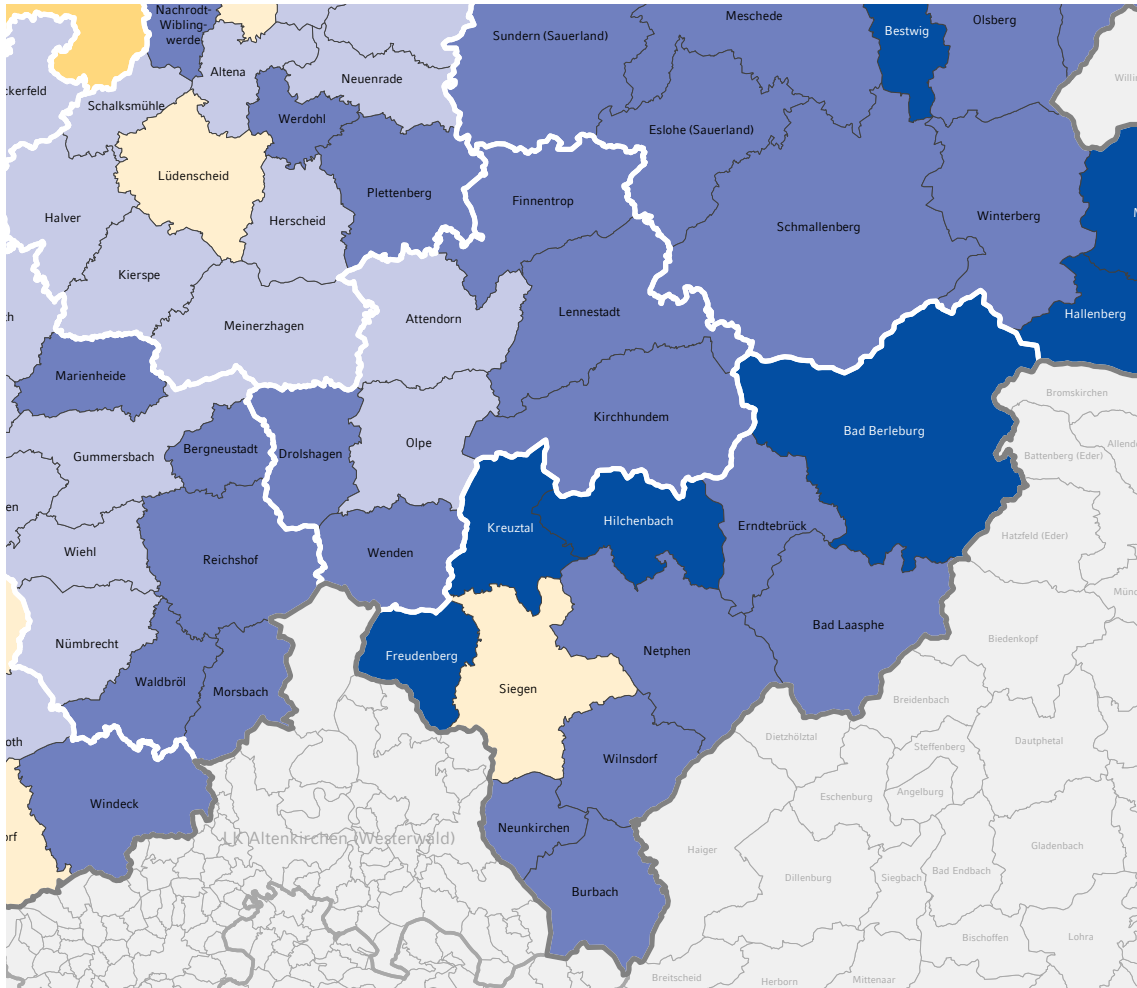 Nachrodt-
Wibling-
werde
Meschede
Olsberg
Sundern (Sauerland)
Bestwig
Altena
Neuenrade
ckerfeld
Schalksmühle
Werdohl
Eslohe (Sauerland)
Lüdenscheid
Plettenberg
Finnentrop
Halver
Herscheid
Winterberg
Schmallenberg
Kierspe
Meinerzhagen
Attendorn
Lennestadt
Hallenberg
th
Marienheide
Bromskirchen
Kirchhundem
Bad Berleburg
Olpe
Gummersbach
Bergneustadt
Drolshagen
Battenberg (Eder)
en
Kreuztal
Hilchenbach
Erndtebrück
Hatzfeld (Eder)
Wiehl
Reichshof
Wenden
Nümbrecht
Bad Laasphe
Biedenkopf
Freudenberg
Netphen
Waldbröl
Morsbach
Siegen
Breidenbach
oth
Dietzhölztal
Steffenberg
Dautphetal
Wilnsdorf
Angelburg
Eschenburg
Windeck
Neunkirchen
LK Altenkirchen (Westerwald)
Haiger
Gladenbach
Dillenburg
Siegbach
Bad Endbach
Burbach
Bischoffen
Lohra
Breitscheid
Herborn
Mittenaar